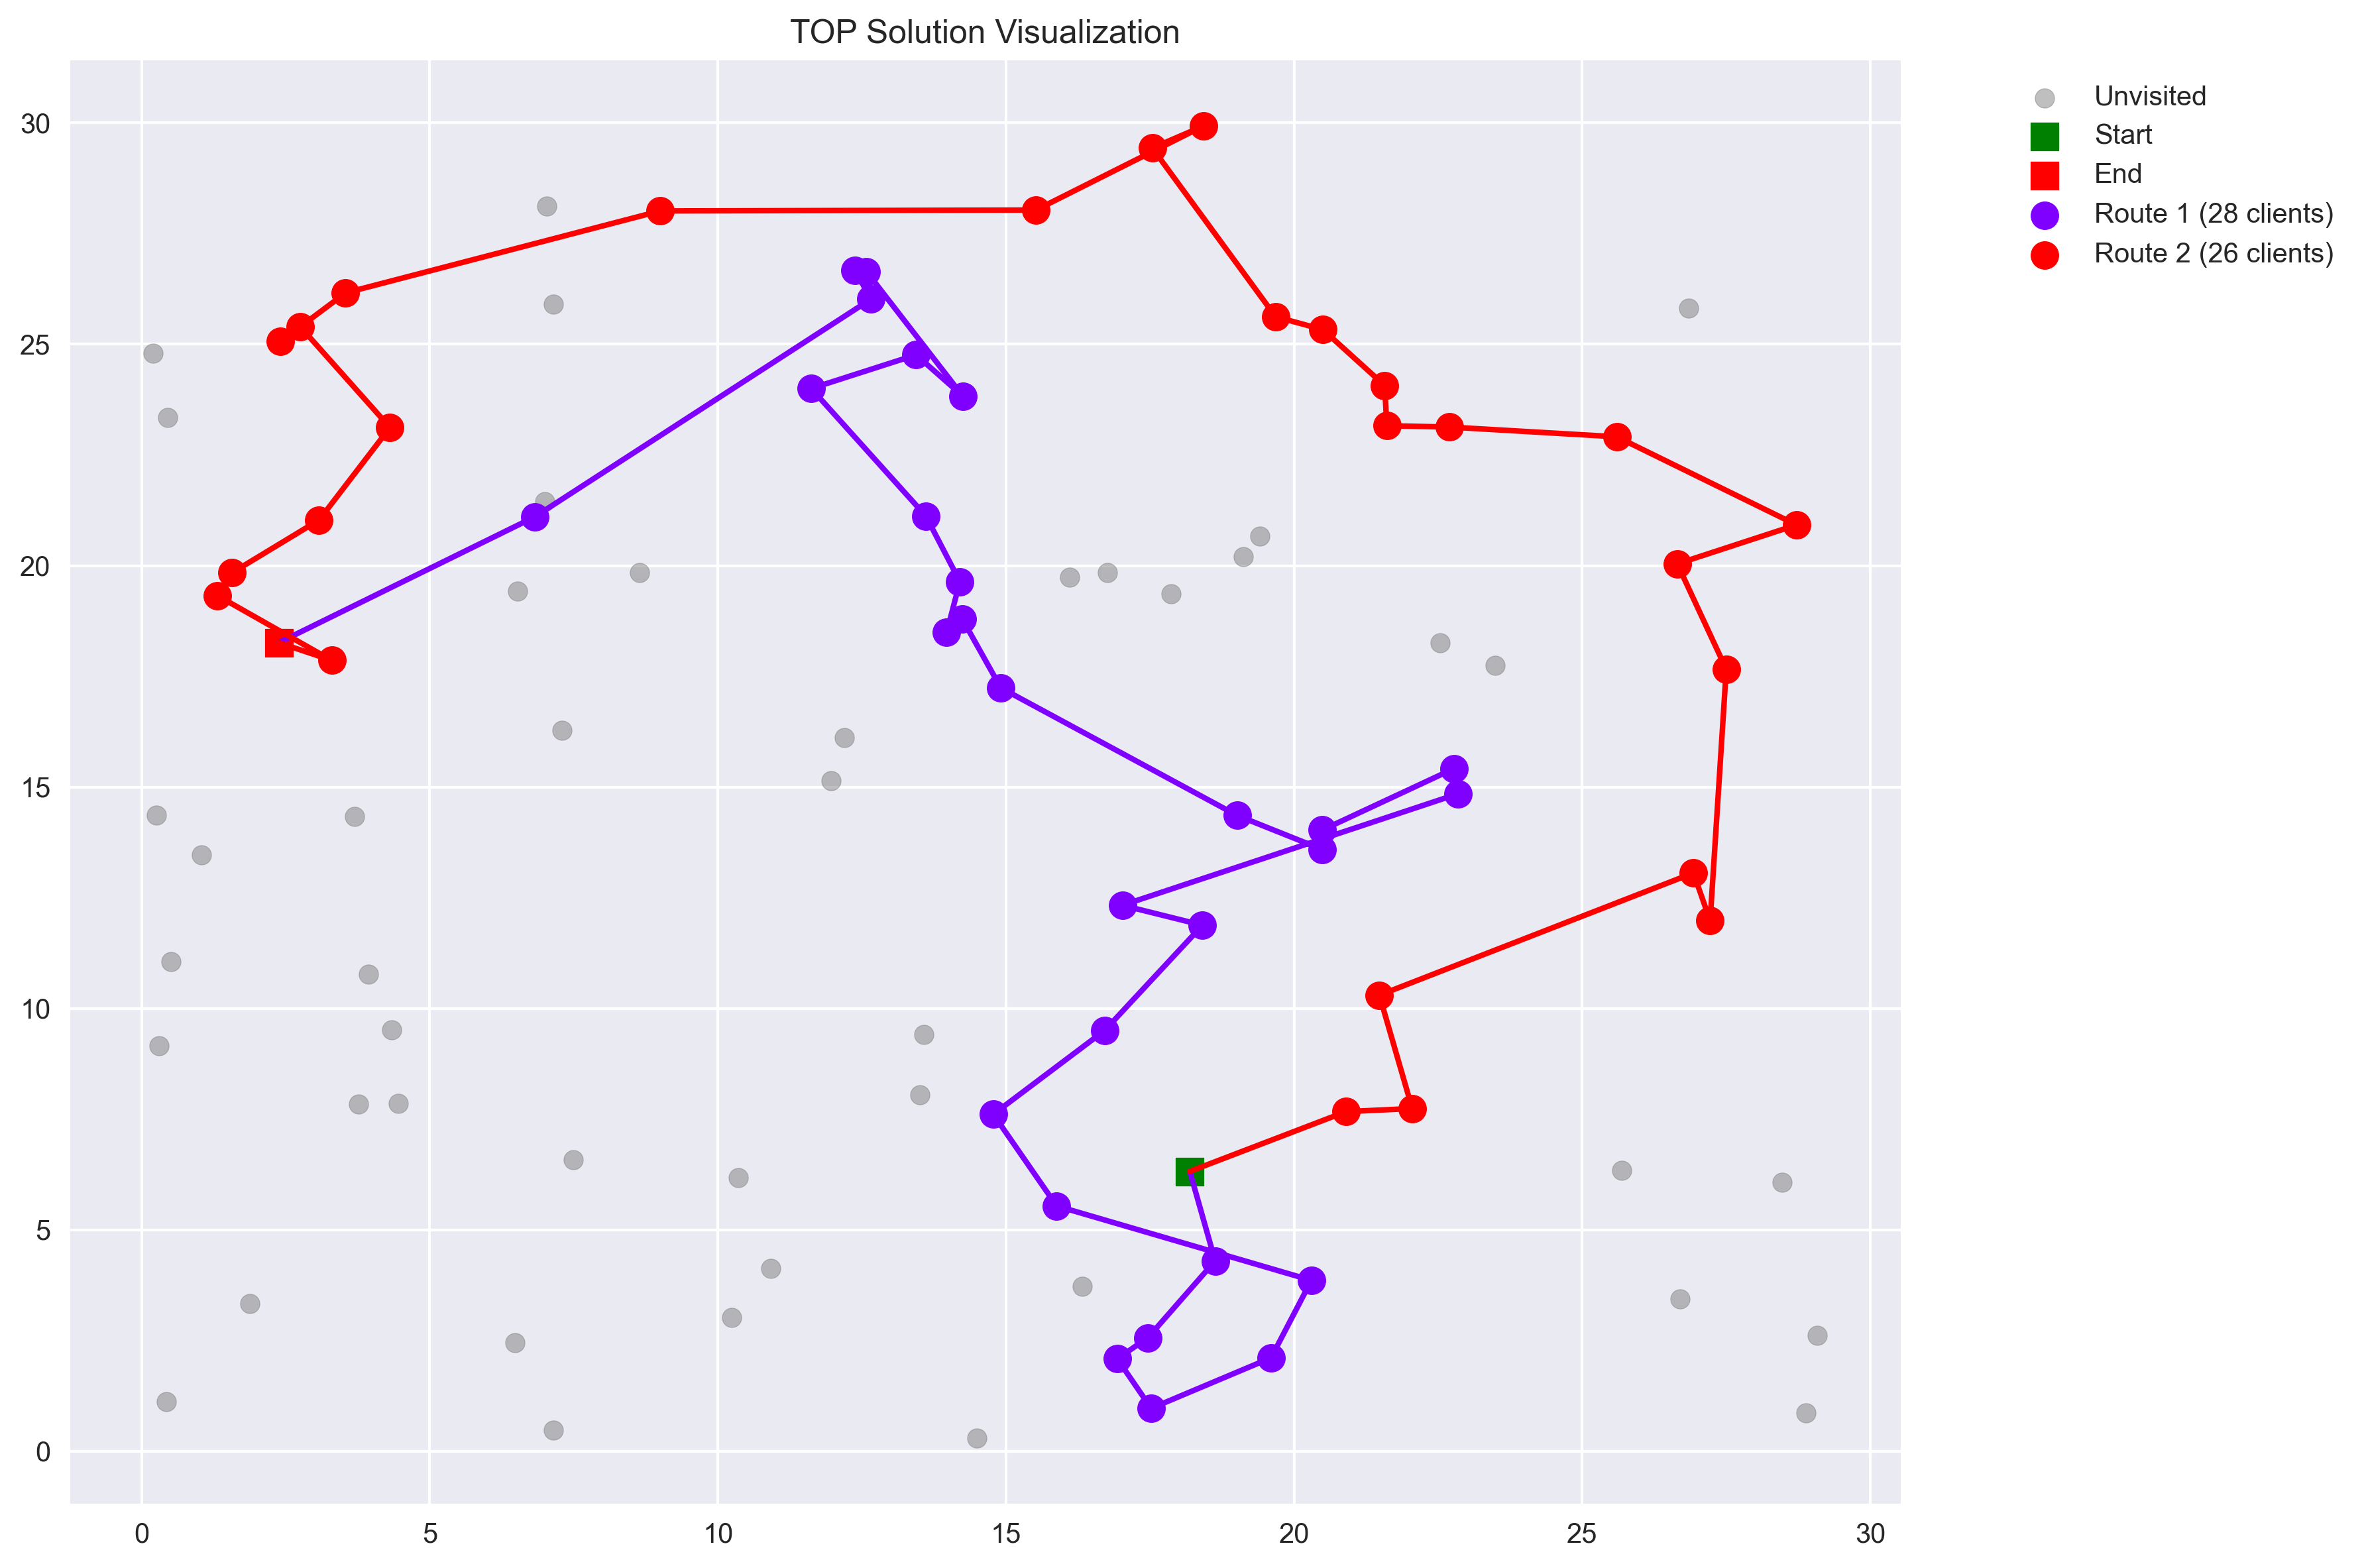 TOP Solution Visualization
30
25
20
15
10
5
0
0 5 10 15 20 25 30
Unvisited
Start
End
Route 1 (28 clients)
Route 2 (26 clients)